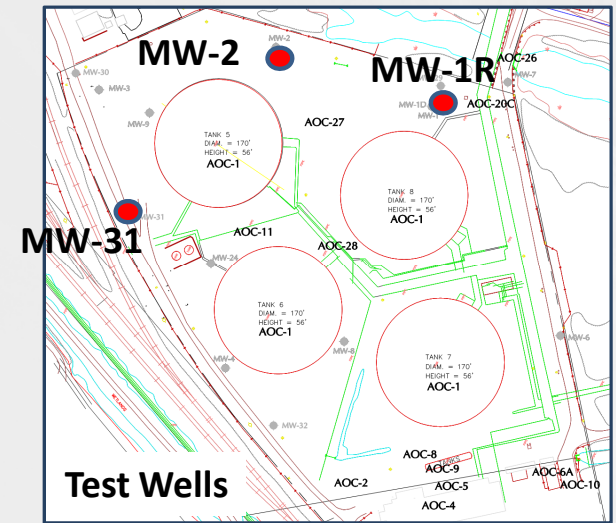 MW-2
MW-2
MW-30
MW-3
MW-9
MW-1R
AOC-26
MW-7
MW-1D
AOC-20C
MW-1
AOC-27
TANK 5
DIAM. = 170'
HEIGHT = 56'
AOC-1
TANK 8
DIAM. = 170'
HEIGHT = 56'
AOC-1
MW-31
MW-31
AOC-11
AOC-28
MW-24
TANK 6
DIAM. = 170'
HEIGHT = 56'
AOC-1
MW-8
MW-4
TANK 7
DIAM. = 170'
HEIGHT = 56'
AOC-1
MW-6
WETLANDS
MW-32
AOC-8
AOC-9
TANKS
AOC-2
AOC-5
AOC-6A
AOC-10
AOC-4
Test Wells